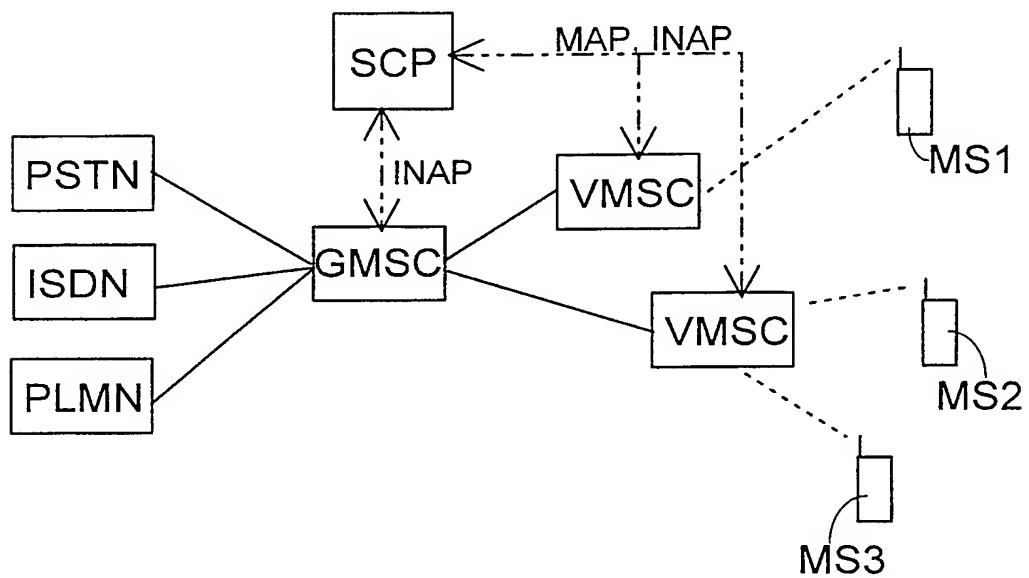 SCP
MAP INAP
MS1
PSTN
INAP
VMSC
GMSC
ISDN
VMSC
MS2
PLMN
MS3